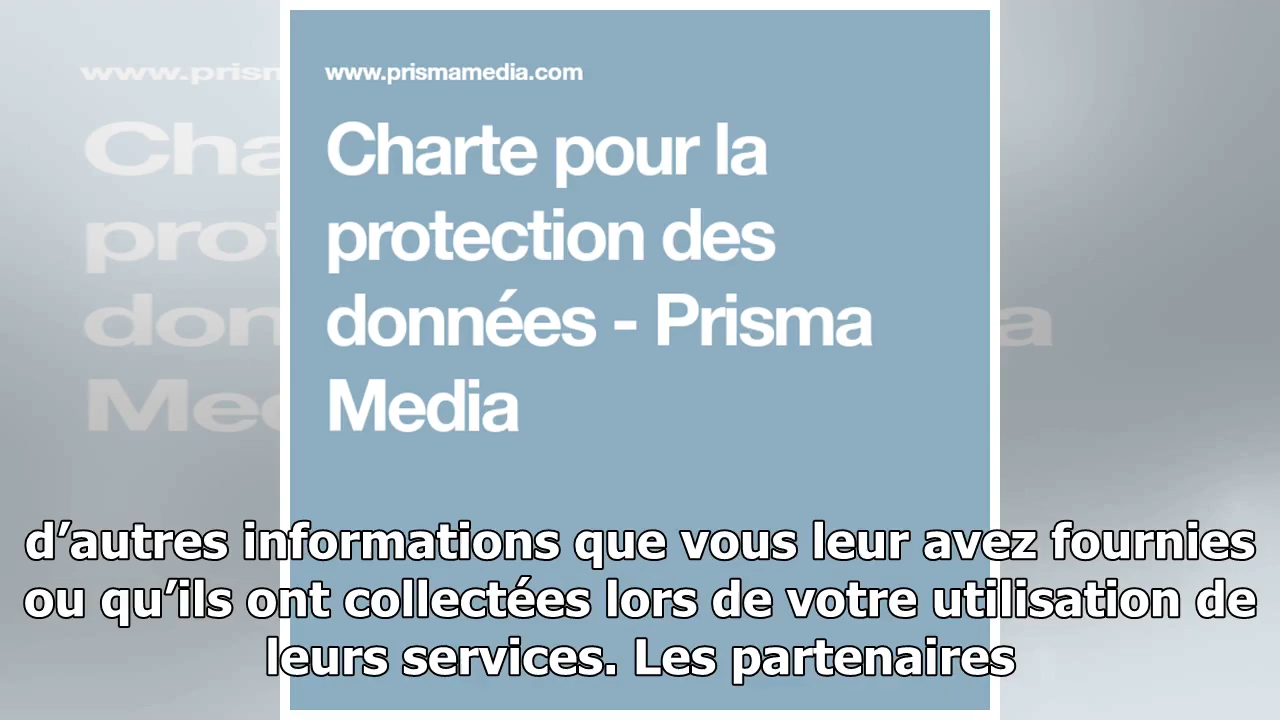 www.prismamedia.com
Charte pour la
protection des
données - Prisma
Media
d’autres informations que vous leur avez fournies
ou qu’ils ont collectées lors de votre utilisation de
leurs services. Les partenaires